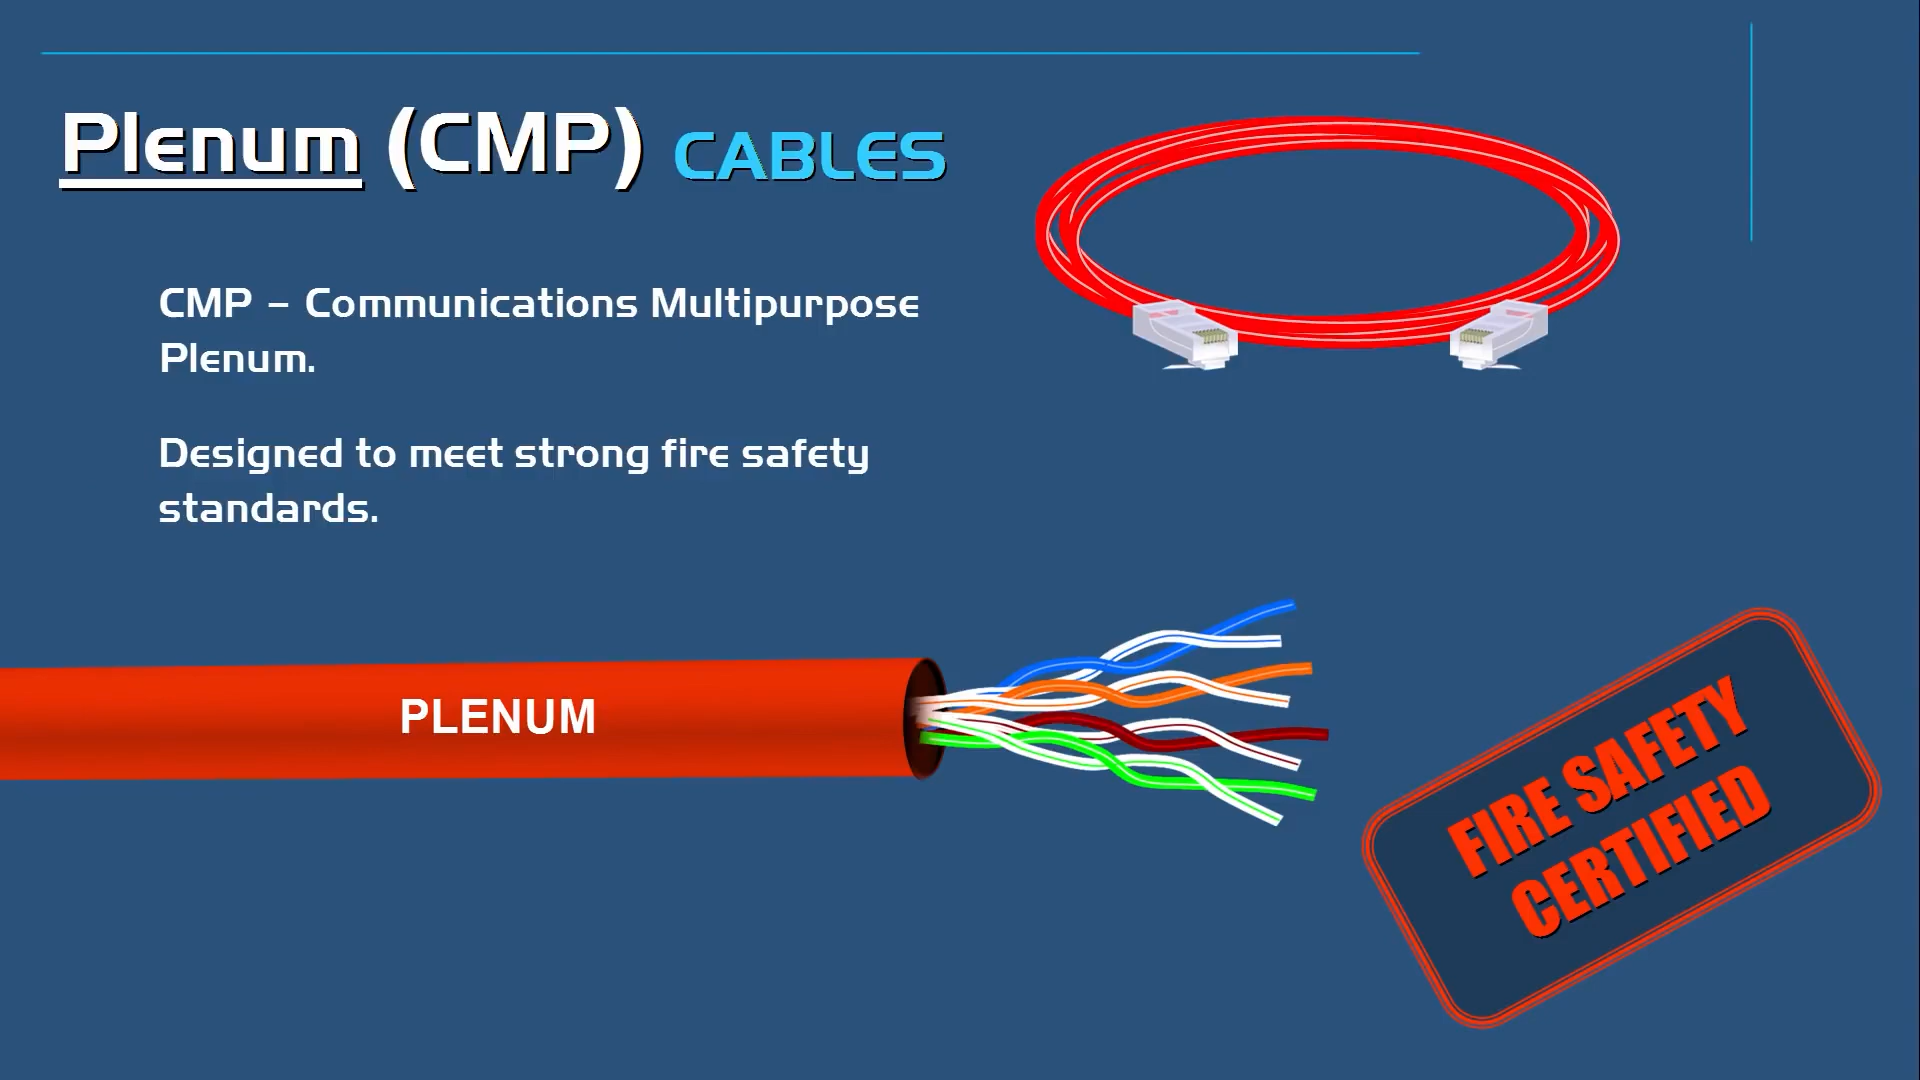 Plenum (CMP) CABLES
CMP – Communications Multipurpose
Plenum.
Designed to meet strong fire safety
standards.
PLENUM
FIRE SAFETY
CERTIFIED